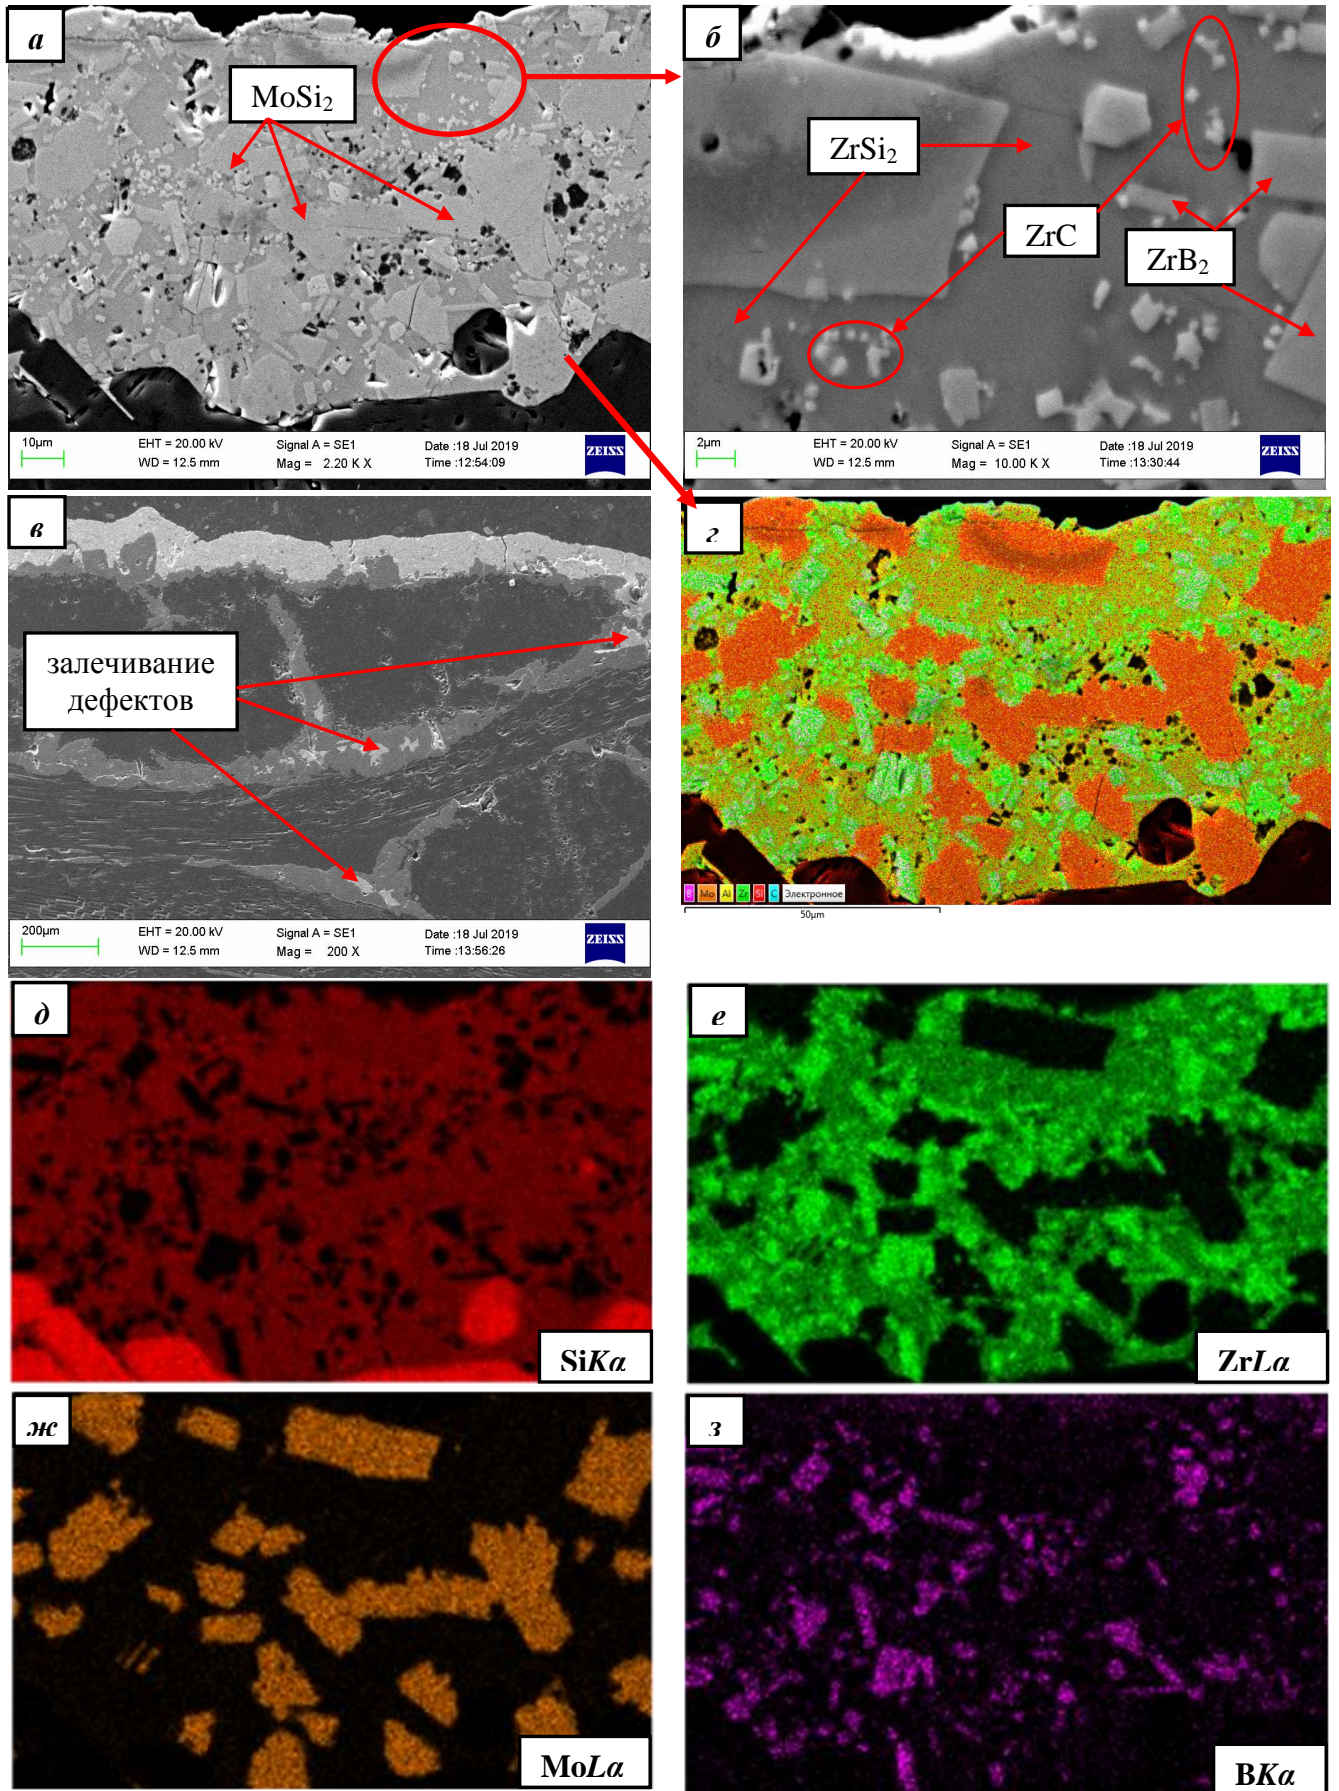 а
MoSi₂
10µm
EHT = 20.00 kV
WD = 12.5 mm
Signal A = SE1
Mag = 2.20 K X
Date :18 Jul 2019
Time :12:54:09
ZEISS
б
ZrSi₂
ZrC
ZrB₂
2µm
EHT = 20.00 kV
WD = 12.5 mm
Signal A = SE1
Mag = 10.00 K X
Date :18 Jul 2019
Time :13:30:44
ZEISS
в
залечивание
дефектов
200µm
EHT = 20.00 kV
WD = 12.5 mm
Signal A = SE1
Mag = 200 X
Date :18 Jul 2019
Time :13:56:26
ZEISS
г
B Mo Al Zr Si C Электронное
50µm
д
SiKα
е
ZrLα
ж
MoLα
з
BKα